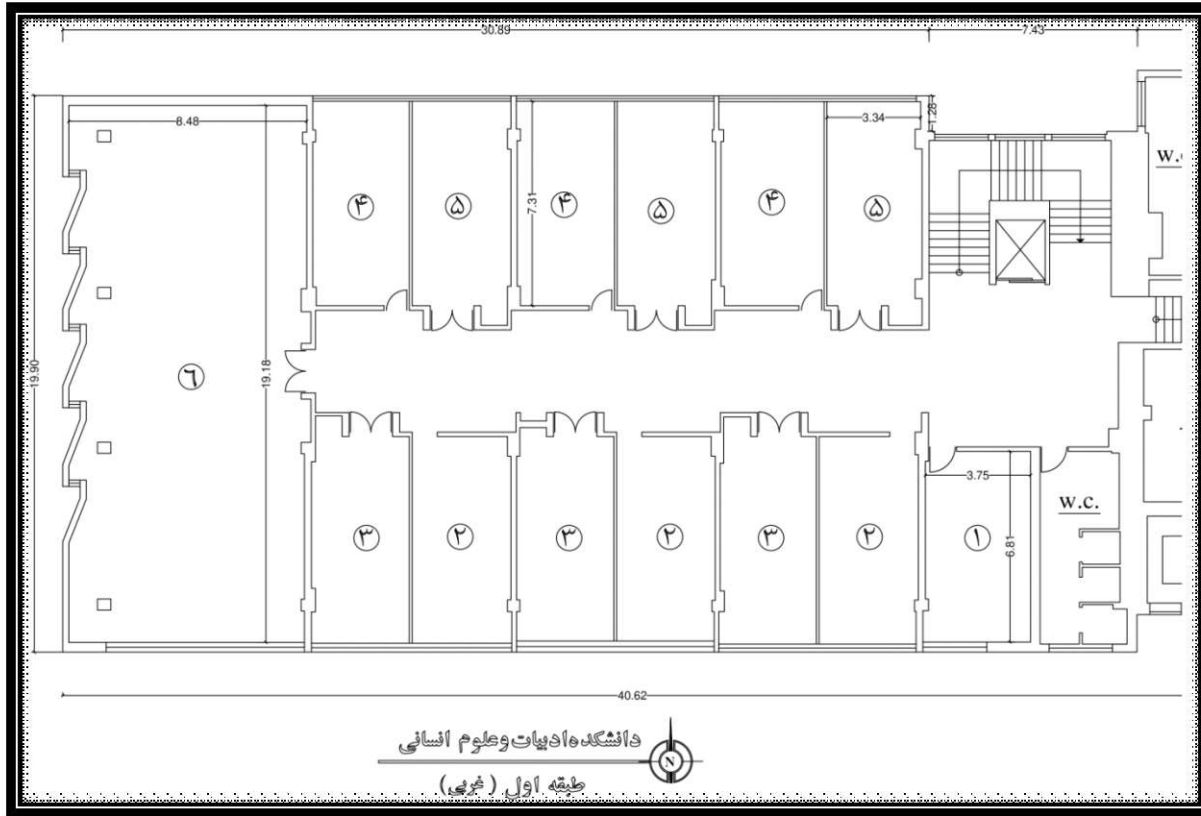 30.89 7.43
8.48 3.34 1.28
W.
۴ ۵ ۴ ۵ ۴ ۵
7.31
19.90 ٦ 19.18
3.75
W.C.
۳ ۲ ۳ ۲ ۳ ۲ ۱
6.81
40.62
دانشکده ادبیات و علوم انسانی
N
طبقه اول (غربی)